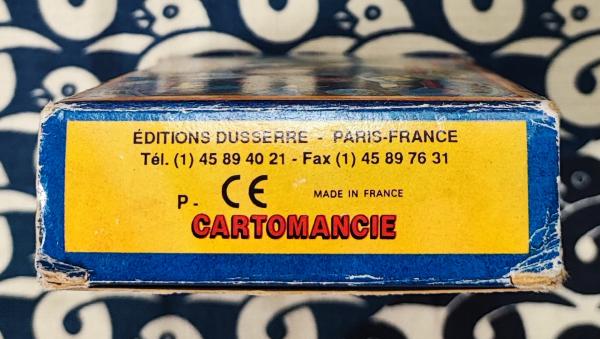 ÉDITIONS DUSSERRE - PARIS-FRANCE
Tél. (1) 45 89 40 21 - Fax (1) 45 89 76 31
P - CE MADE IN FRANCE
CARTOMANCIE